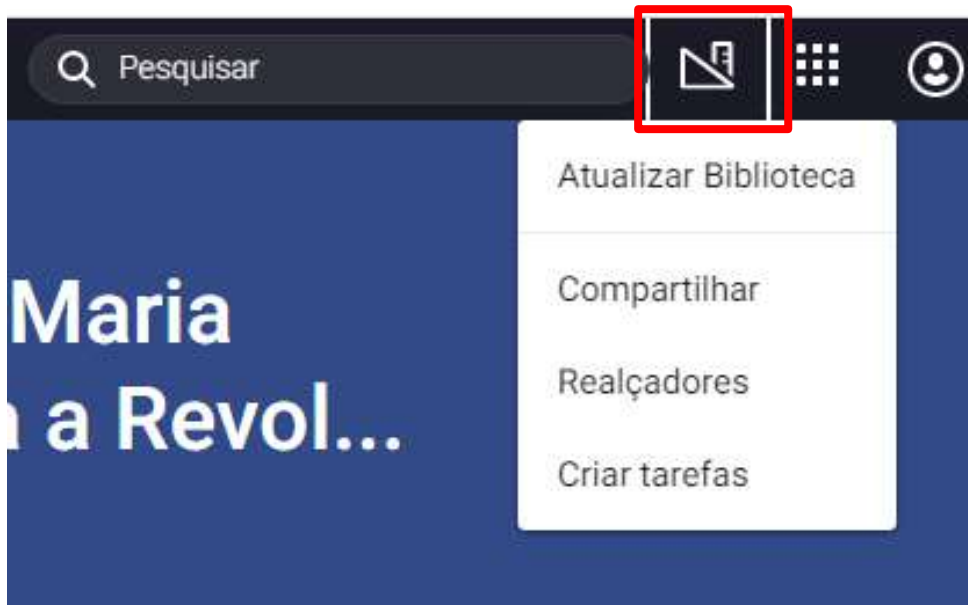 Pesquisar
Atualizar Biblioteca
Compartilhar
Realçadores
Criar tarefas
Maria
a Revol...